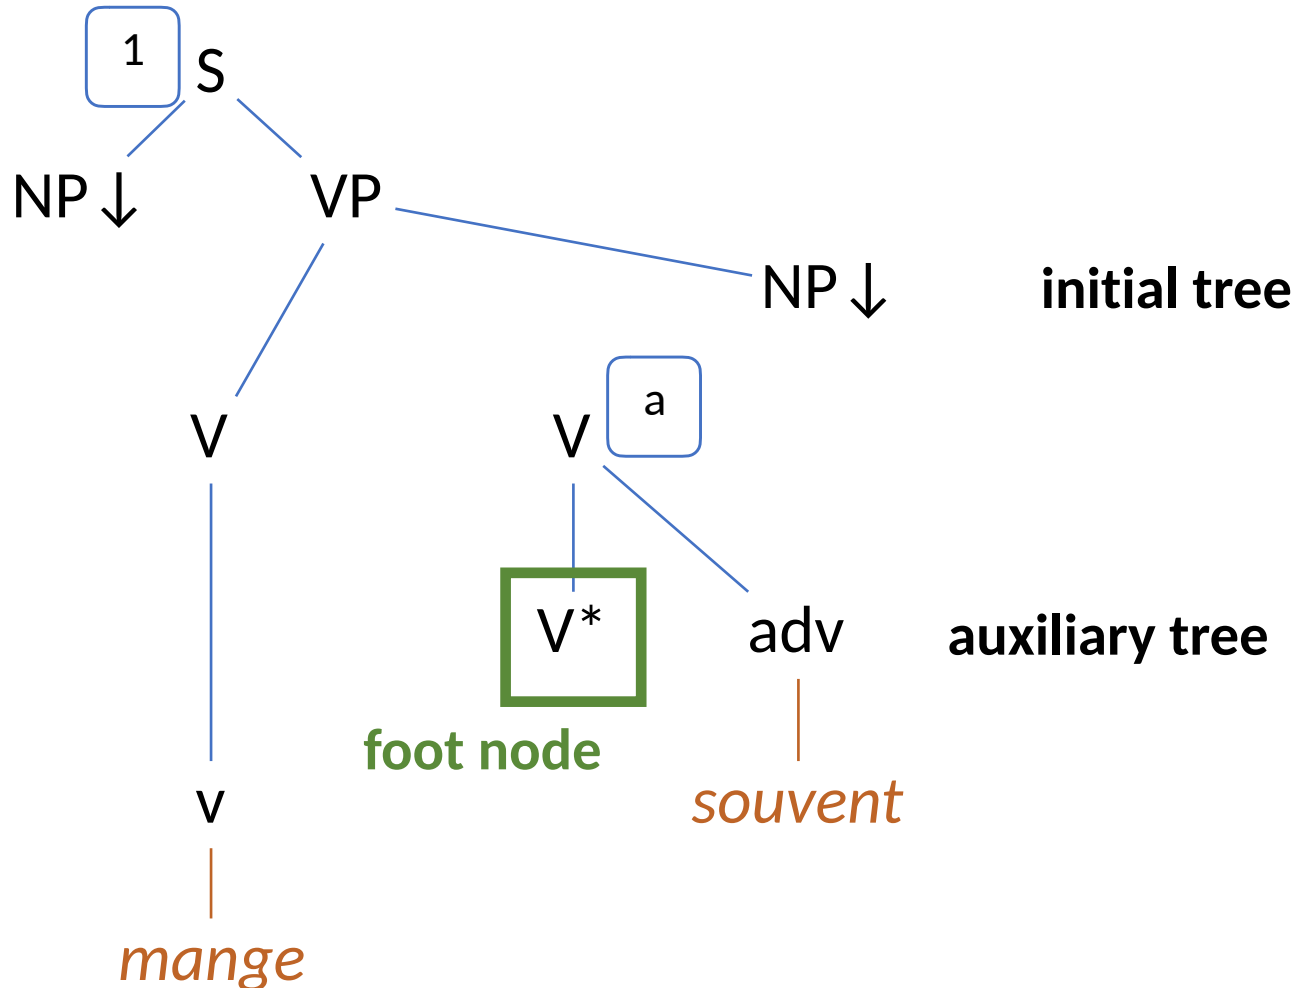 1
S
NP↓
VP
NP↓
initial tree
a
V
V
V*
adv
auxiliary tree
foot node
v
souvent
mange